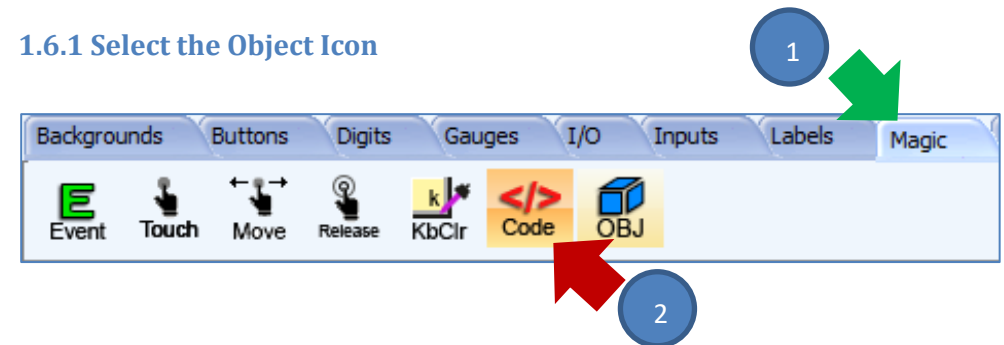 1.6.1 Select the Object Icon
1
Backgrounds Buttons Digits Gauges I/O Inputs Labels Magic
E k </>
Event Touch Move Release KbClr Code OBJ
2